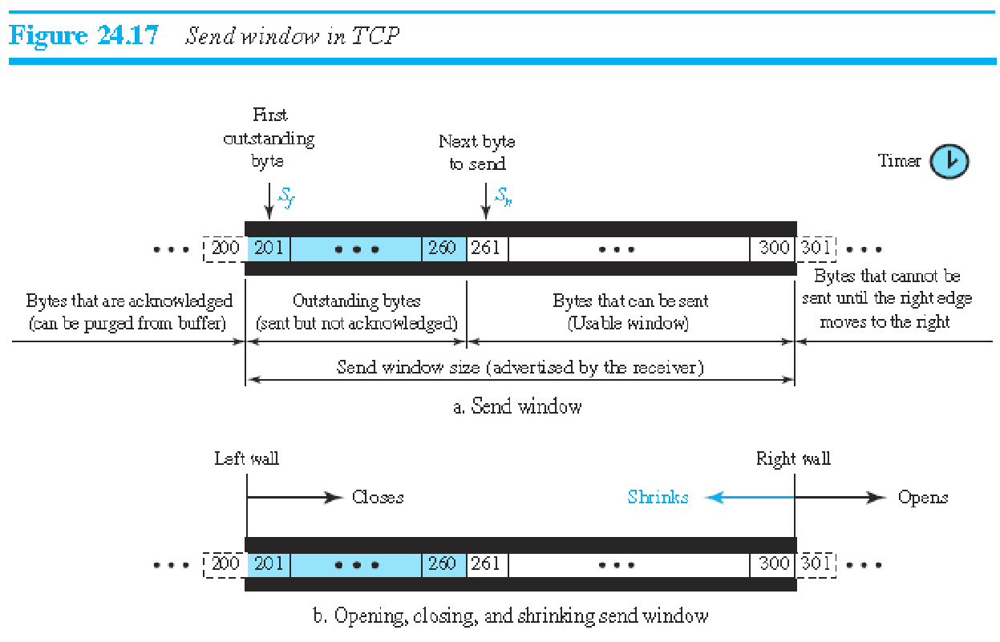 Figure 24.17 Send window in TCP
First
outstanding
byte
Next byte
to send
Timer
Sf
Sn
••• 200 201 ••• 260 261 ••• 300 301 •••
Bytes that are acknowledged
(can be purged from buffer)
Outstanding bytes
(sent but not acknowledged)
Bytes that can be sent
(Usable window)
Bytes that cannot be
sent until the right edge
moves to the right
Send window size (advertised by the receiver)
a. Send window
Left wall
Right wall
Closes
Shrinks
Opens
••• 200 201 ••• 260 261 ••• 300 301 •••
b. Opening, closing, and shrinking send window